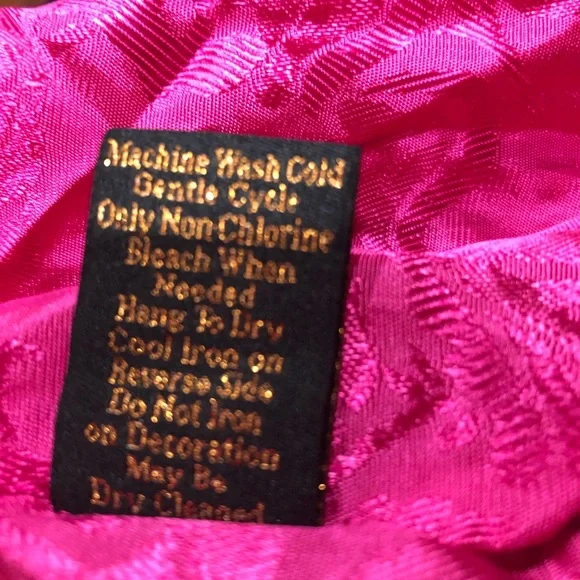 Machine Wash Cold
Gentle Cycle
Only Non Chlorine
Bleach When
Needed
Hang To Dry
Cool Iron on
Reverse Side
Do Not Iron
on Decoration
May Be
Dry Cleaned